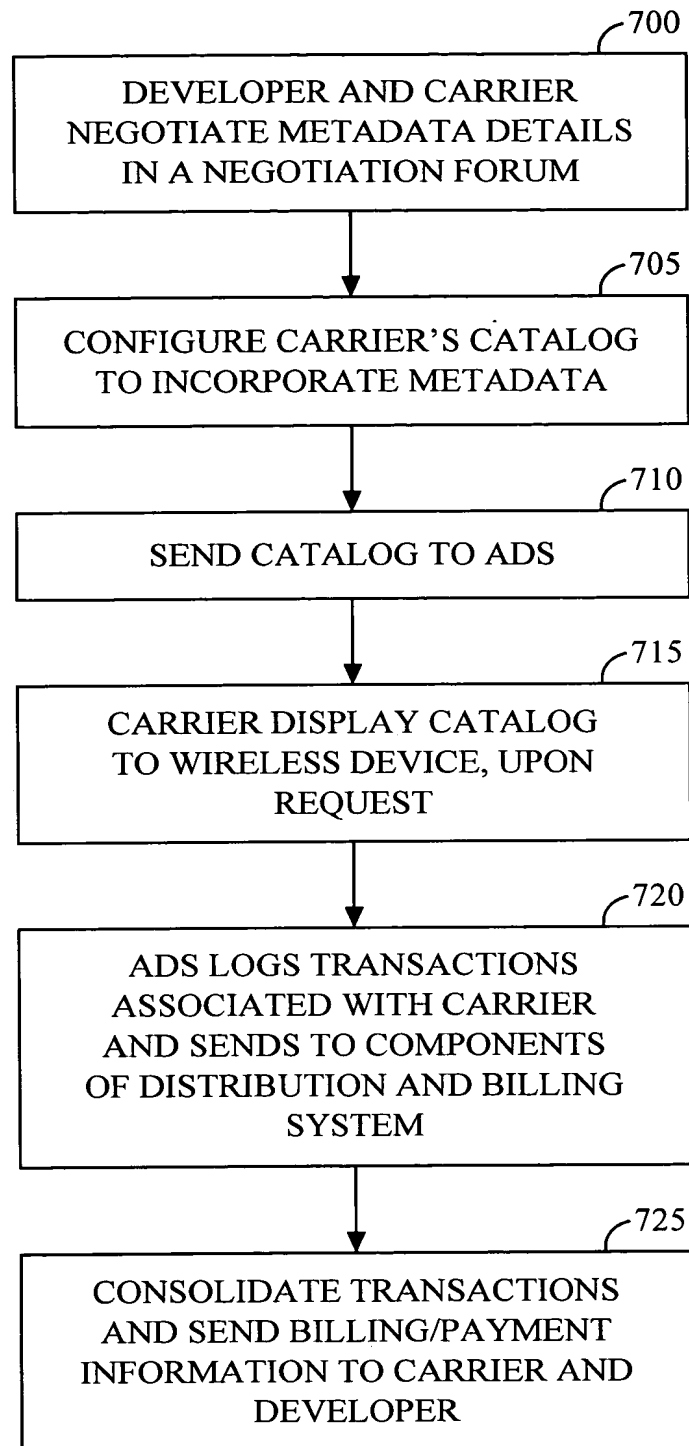 700
DEVELOPER AND CARRIER
NEGOTIATE METADATA DETAILS
IN A NEGOTIATION FORUM
705
CONFIGURE CARRIER'S CATALOG
TO INCORPORATE METADATA
710
SEND CATALOG TO ADS
715
CARRIER DISPLAY CATALOG
TO WIRELESS DEVICE, UPON
REQUEST
720
ADS LOGS TRANSACTIONS
ASSOCIATED WITH CARRIER
AND SENDS TO COMPONENTS
OF DISTRIBUTION AND BILLING
SYSTEM
725
CONSOLIDATE TRANSACTIONS
AND SEND BILLING/PAYMENT
INFORMATION TO CARRIER AND
DEVELOPER